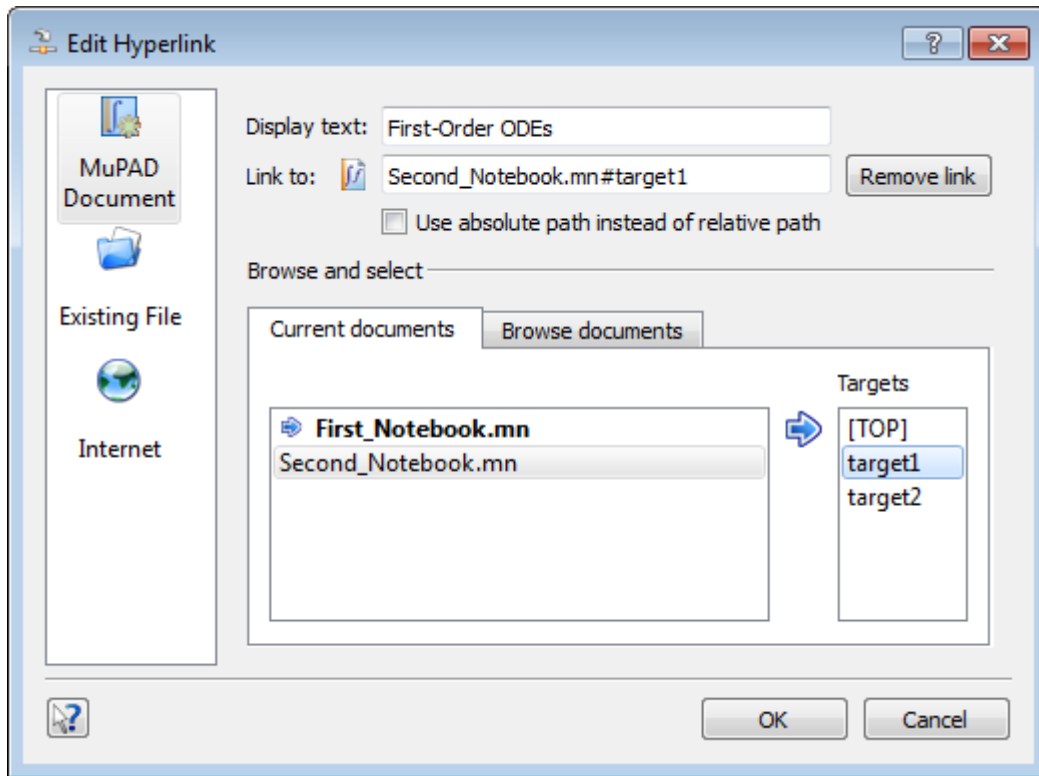 Edit Hyperlink
MuPAD
Document
Existing File
Internet
Display text: First-Order ODEs
Link to: Second_Notebook.mn#target1 Remove link
Use absolute path instead of relative path
Browse and select
Current documents Browse documents
Targets
First_Notebook.mn [TOP]
Second_Notebook.mn target1
target2
OK Cancel